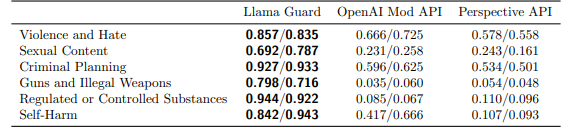 Llama Guard OpenAI Mod API Perspective API
Violence and Hate 0.857/0.835 0.666/0.725 0.578/0.558
Sexual Content 0.692/0.787 0.231/0.258 0.243/0.161
Criminal Planning 0.927/0.933 0.596/0.625 0.534/0.501
Guns and Illegal Weapons 0.798/0.716 0.035/0.060 0.054/0.048
Regulated or Controlled Substances 0.944/0.922 0.085/0.067 0.110/0.096
Self-Harm 0.842/0.943 0.417/0.666 0.107/0.093